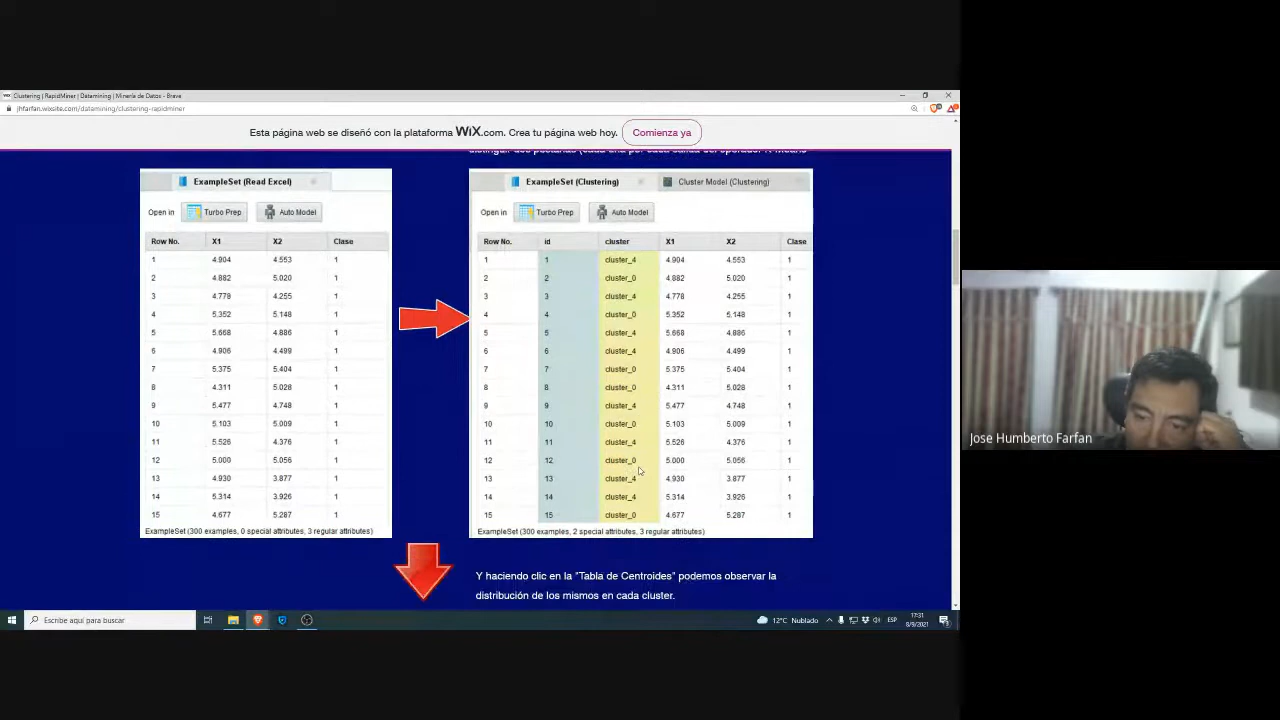 Clustering | RapidMiner | Datamining | Minería de Datos - Brave
jhfarfan.wixsite.com/datamining/clustering-rapidminer
Esta página web se diseñó con la plataforma WiX.com. Crea tu página web hoy. Comienza ya
ExampleSet (Read Excel)
Open in Turbo Prep Auto Model
Row No. X1 X2 Clase
1 4.904 4.553 1
2 4.882 5.020 1
3 4.778 4.255 1
4 5.352 5.148 1
5 5.668 4.886 1
6 4.906 4.499 1
7 5.375 5.404 1
8 4.311 5.028 1
9 5.477 4.748 1
10 5.103 5.009 1
11 5.526 4.376 1
12 5.000 5.056 1
13 4.930 3.877 1
14 5.314 3.926 1
15 4.677 5.287 1
ExampleSet (300 examples, 0 special attributes, 3 regular attributes)
ExampleSet (Clustering) Cluster Model (Clustering)
Open in Turbo Prep Auto Model
Row No. id cluster X1 X2 Clase
1 1 cluster_4 4.904 4.553 1
2 2 cluster_0 4.882 5.020 1
3 3 cluster_4 4.778 4.255 1
4 4 cluster_0 5.352 5.148 1
5 5 cluster_4 5.668 4.886 1
6 6 cluster_4 4.906 4.499 1
7 7 cluster_0 5.375 5.404 1
8 8 cluster_0 4.311 5.028 1
9 9 cluster_4 5.477 4.748 1
10 10 cluster_0 5.103 5.009 1
11 11 cluster_4 5.526 4.376 1
12 12 cluster_0 5.000 5.056 1
13 13 cluster_4 4.930 3.877 1
14 14 cluster_4 5.314 3.926 1
15 15 cluster_0 4.677 5.287 1
ExampleSet (300 examples, 2 special attributes, 3 regular attributes)
Y haciendo clic en la "Tabla de Centroides" podemos observar la
distribución de los mismos en cada cluster.
Escribe aquí para buscar
12°C Nublado
ESP
17:31
8/9/2021
Jose Humberto Farfan